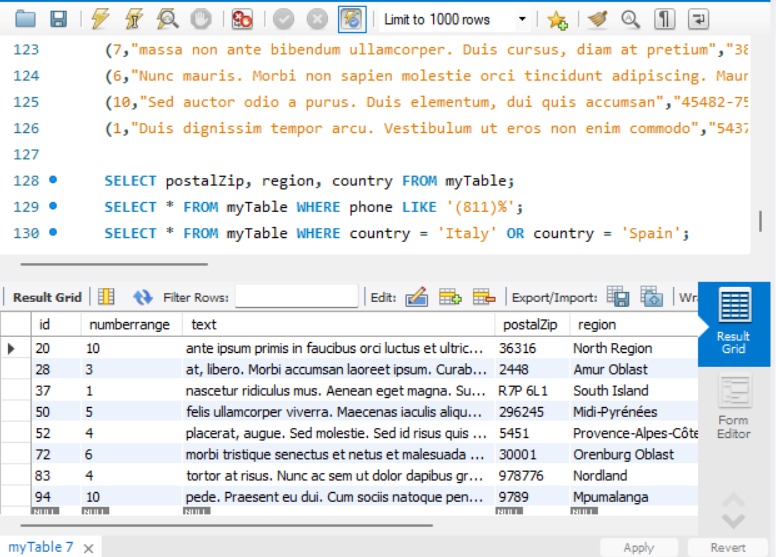 Limit to 1000 rows
123 (7,"massa non ante bibendum ullamcorper. Duis cursus, diam at pretium","38
124 (6,"Nunc mauris. Morbi non sapien molestie orci tincidunt adipiscing. Maur
125 (10,"Sed auctor odio a purus. Duis elementum, dui quis accumsan","45482-75
126 (1,"Duis dignissim tempor arcu. Vestibulum ut eros non enim commodo","5437
127
128 SELECT postalZip, region, country FROM myTable;
129 SELECT * FROM myTable WHERE phone LIKE '(811)%';
130 SELECT * FROM myTable WHERE country = 'Italy' OR country = 'Spain';
Result Grid Filter Rows: Edit: Export/Import: Wr
id numberrange text postalZip region
20 10 ante ipsum primis in faucibus orci luctus et ultric... 36316 North Region
28 3 at, libero. Morbi accumsan laoreet ipsum. Curab... 2448 Amur Oblast
37 1 nascetur ridiculus mus. Aenean eget magna. Su... R7P 6L1 South Island
50 5 felis ullamcorper viverra. Maecenas iaculis aliqu... 296245 Midi-Pyrénées
52 4 placerat, augue. Sed molestie. Sed id risus quis ... 5451 Provence-Alpes-Côte
72 6 morbi tristique senectus et netus et malesuada ... 30001 Orenburg Oblast
83 4 tortor at risus. Nunc ac sem ut dolor dapibus gr... 978776 Nordland
94 10 pede. Praesent eu dui. Cum sociis natoque pen... 9789 Mpumalanga
NULL NULL NULL NULL NULL
Result
Grid
Form
Editor
myTable 7
Apply Revert